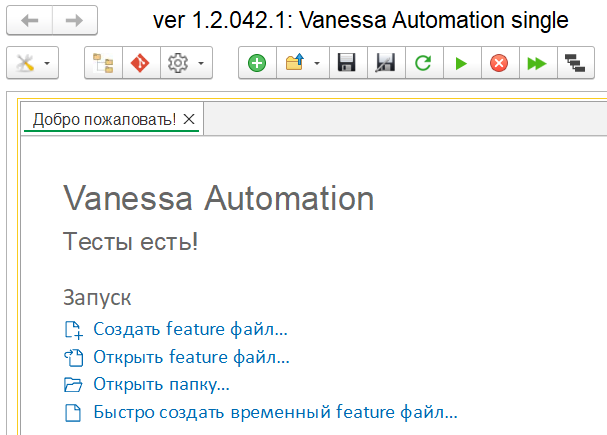 ver 1.2.042.1: Vanessa Automation single
Добро пожаловать!
Vanessa Automation
Тесты есть!
Запуск
Создать feature файл...
Открыть feature файл...
Открыть папку...
Быстро создать временный feature файл...